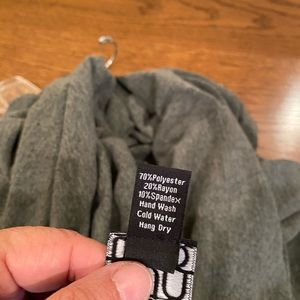 70%Polyester
20%Rayon
10%Spandex
Hand Wash
Cold Water
Hang Dry